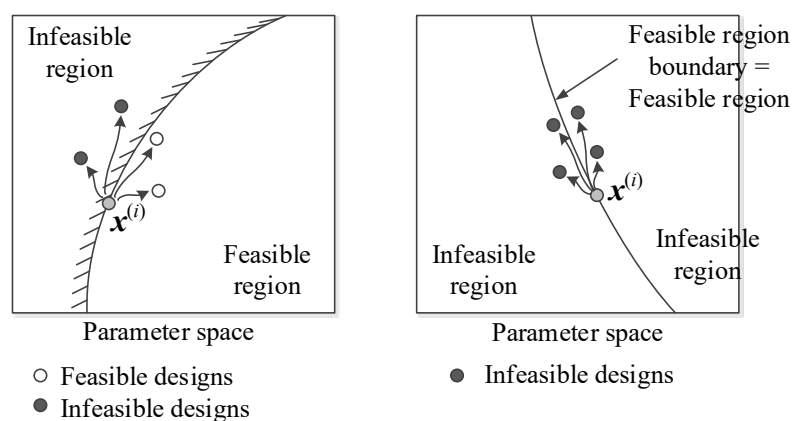 Infeasible
region
x^(i)
Feasible
region
Parameter space
Feasible designs
Infeasible designs
Feasible region
boundary =
Feasible region
x^(i)
Infeasible
region
Infeasible
region
Parameter space
Infeasible designs